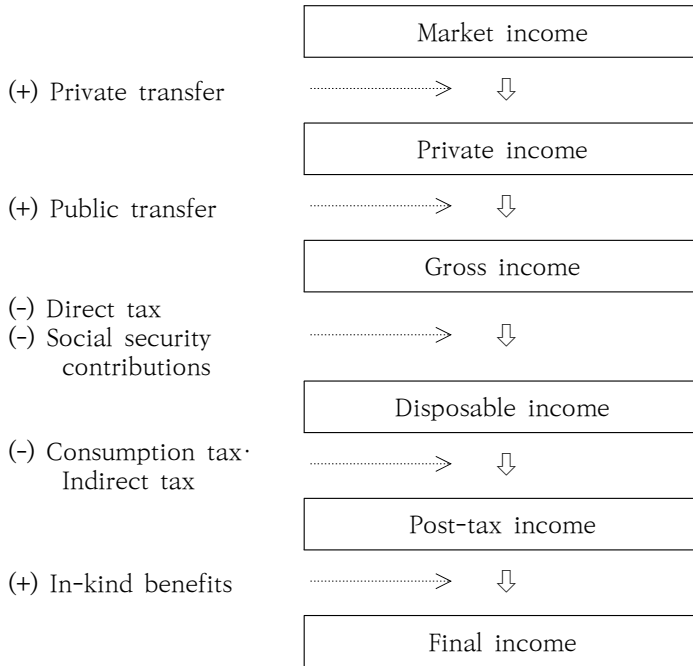 Market income
(+) Private transfer
Private income
(+) Public transfer
Gross income
(-) Direct tax
(-) Social security
contributions
Disposable income
(-) Consumption tax·
Indirect tax
Post-tax income
(+) In-kind benefits
Final income